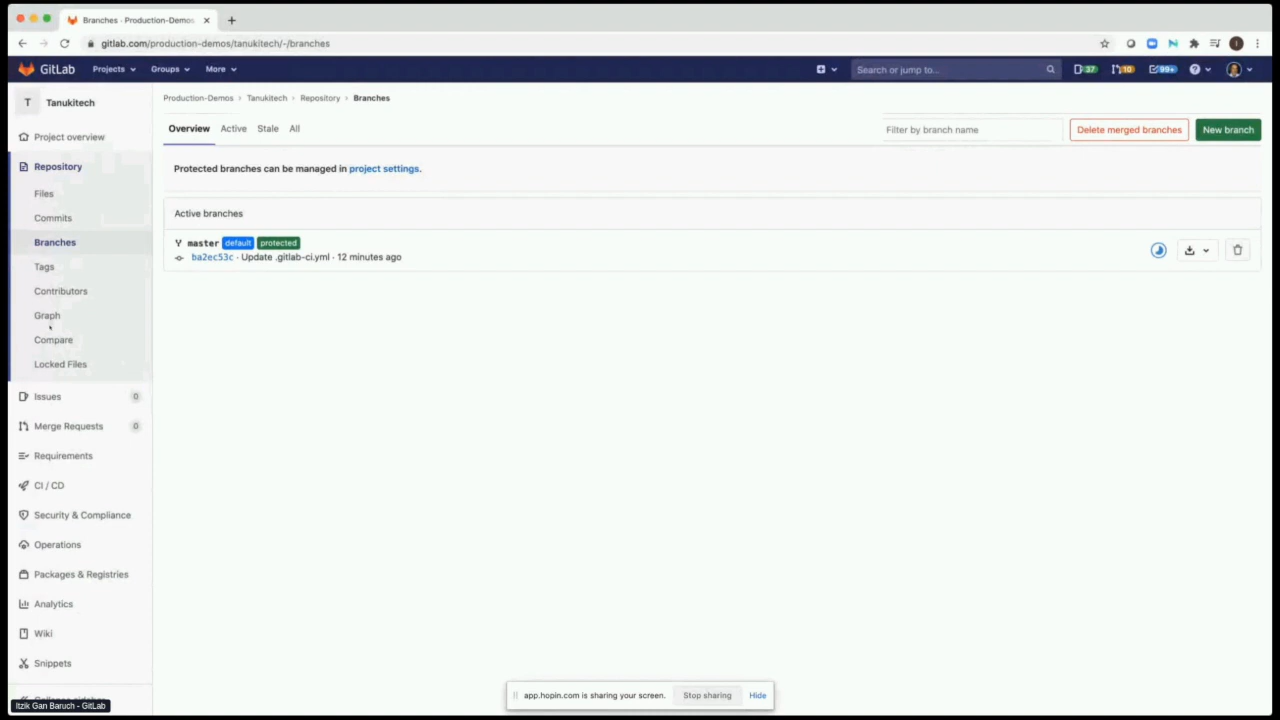 Branches · Production-Demos
gitlab.com/production-demos/tanukitech/-/branches
GitLab Projects Groups More Search or jump to... 37 10 99+
T Tanukitech
Project overview
Repository
Files
Commits
Branches
Tags
Contributors
Graph
Compare
Locked Files
Issues 0
Merge Requests 0
Requirements
CI / CD
Security & Compliance
Operations
Packages & Registries
Analytics
Wiki
Snippets
Production-Demos › Tanukitech › Repository › Branches
Overview Active Stale All Filter by branch name Delete merged branches New branch
Protected branches can be managed in project settings.
Active branches
master default protected
ba2ec53c · Update .gitlab-ci.yml · 12 minutes ago
app.hopin.com is sharing your screen. Stop sharing Hide
Itzik Gan Baruch - GitLab